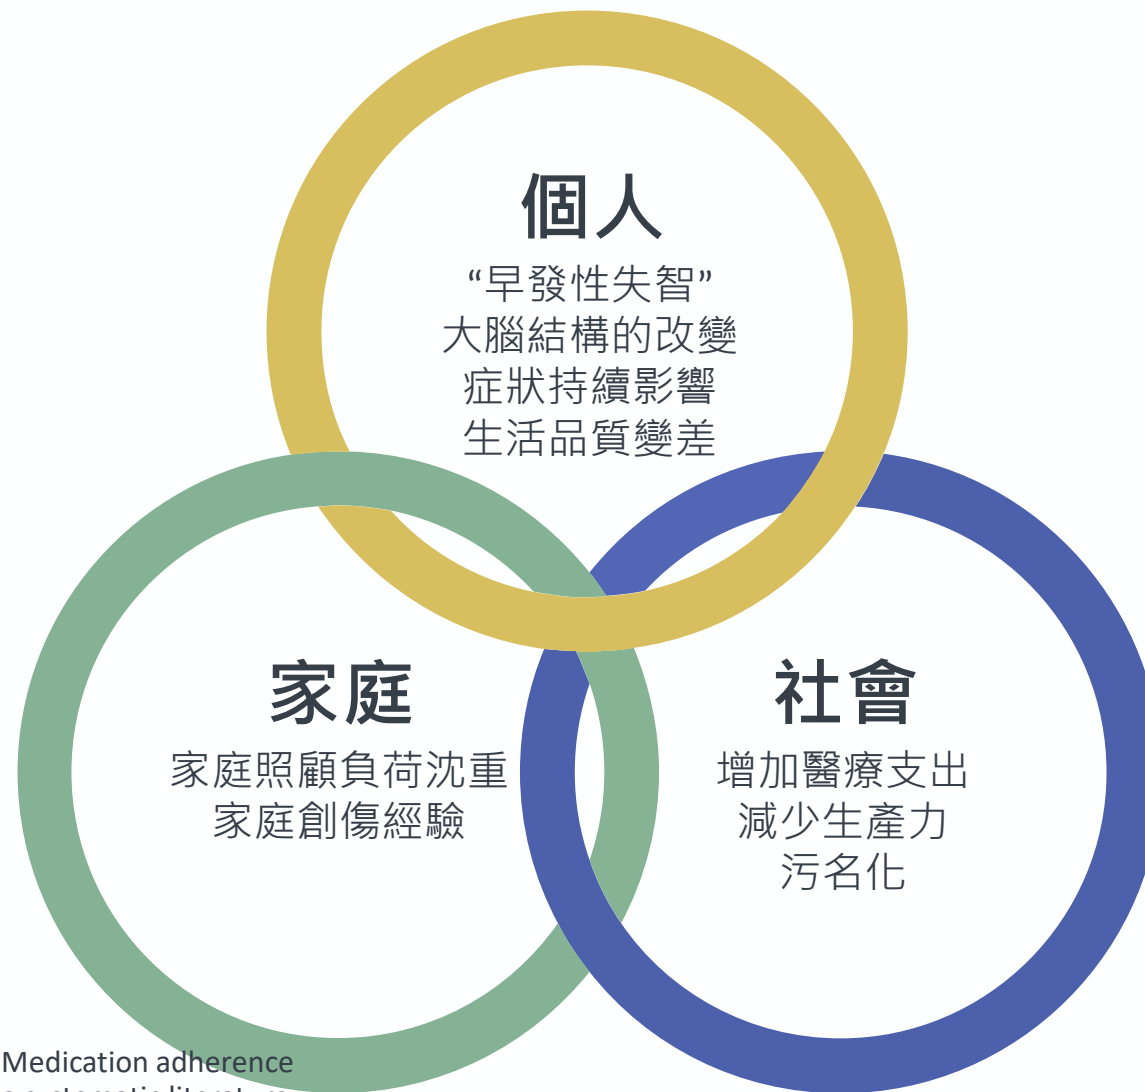 個人
“早發性失智”
大腦結構的改變
症狀持續影響
生活品質變差
家庭
家庭照顧負荷沈重
家庭創傷經驗
社會
增加醫療支出
減少生產力
污名化
Medication adherence
systematic literature